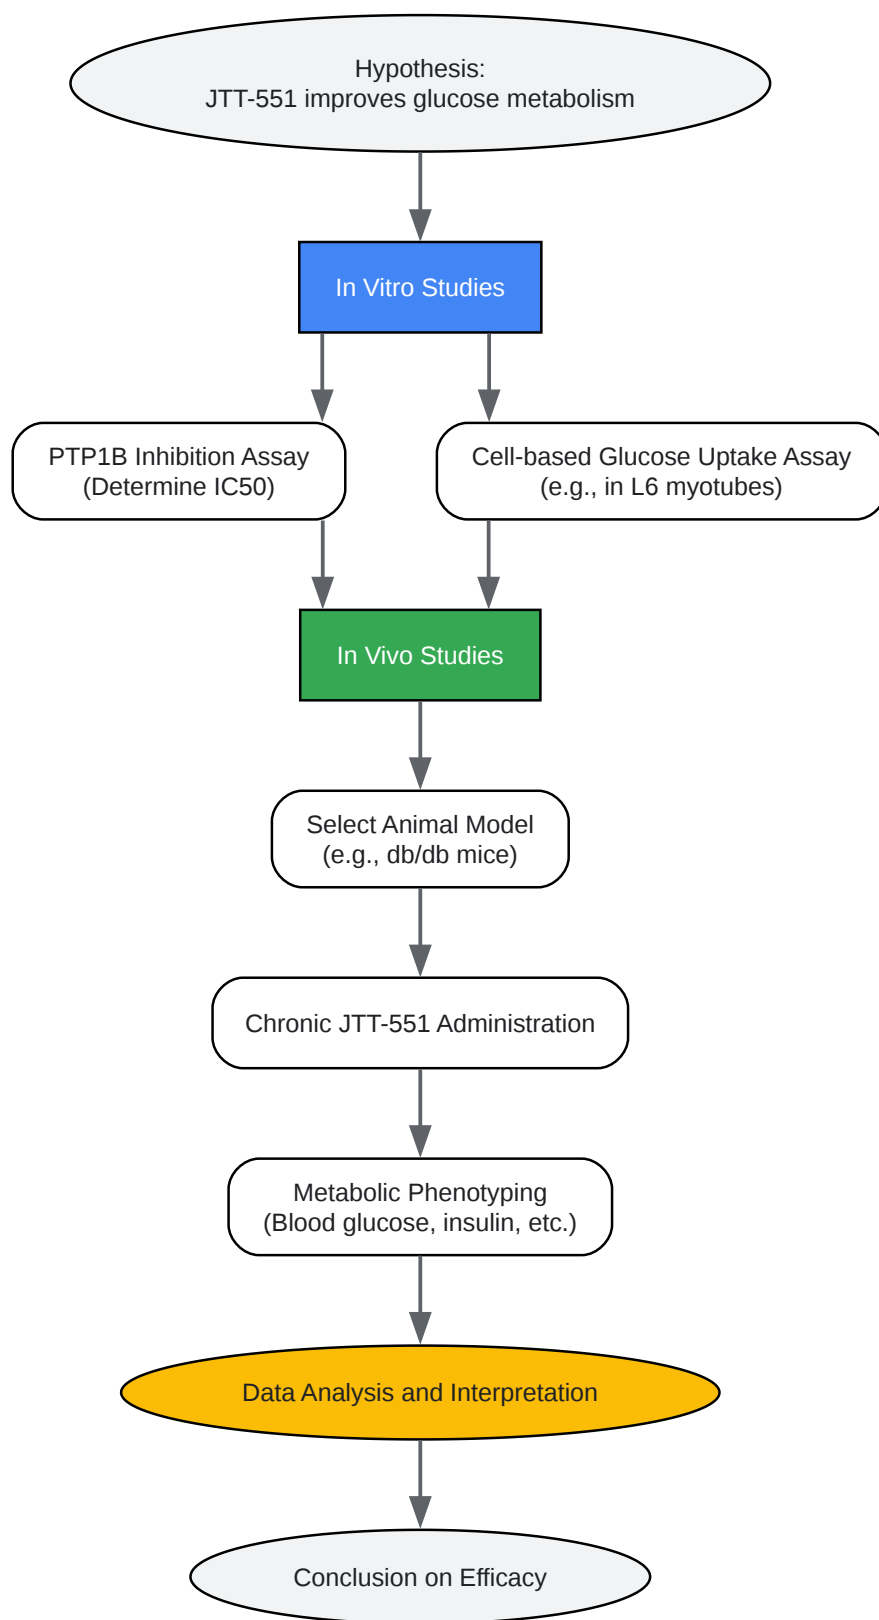 Hypothesis:
JTT-551 improves glucose metabolism
In Vitro Studies
PTP1B Inhibition Assay
(Determine IC50)
Cell-based Glucose Uptake Assay
(e.g., in L6 myotubes)
In Vivo Studies
Select Animal Model
(e.g., db/db mice)
Chronic JTT-551 Administration
Metabolic Phenotyping
(Blood glucose, insulin, etc.)
Data Analysis and Interpretation
Conclusion on Efficacy